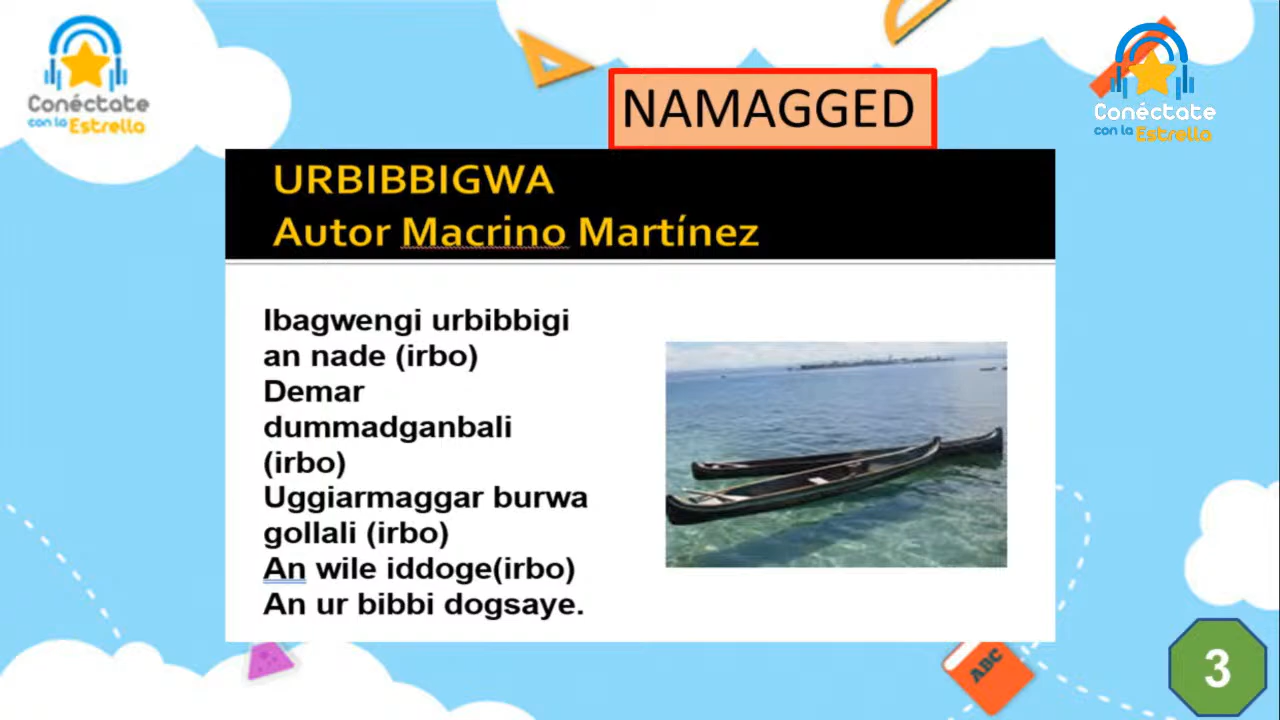 Conéctate
con la Estrella
Conéctate
con la Estrella
NAMAGGED
URBIBBIGWA
Autor Macrino Martínez
Ibagwengi urbibbigi
an nade (irbo)
Demar
dummadganbali
(irbo)
Uggiarmaggar burwa
gollali (irbo)
An wile iddoge(irbo)
An ur bibbi dogsaye.
ABC
3